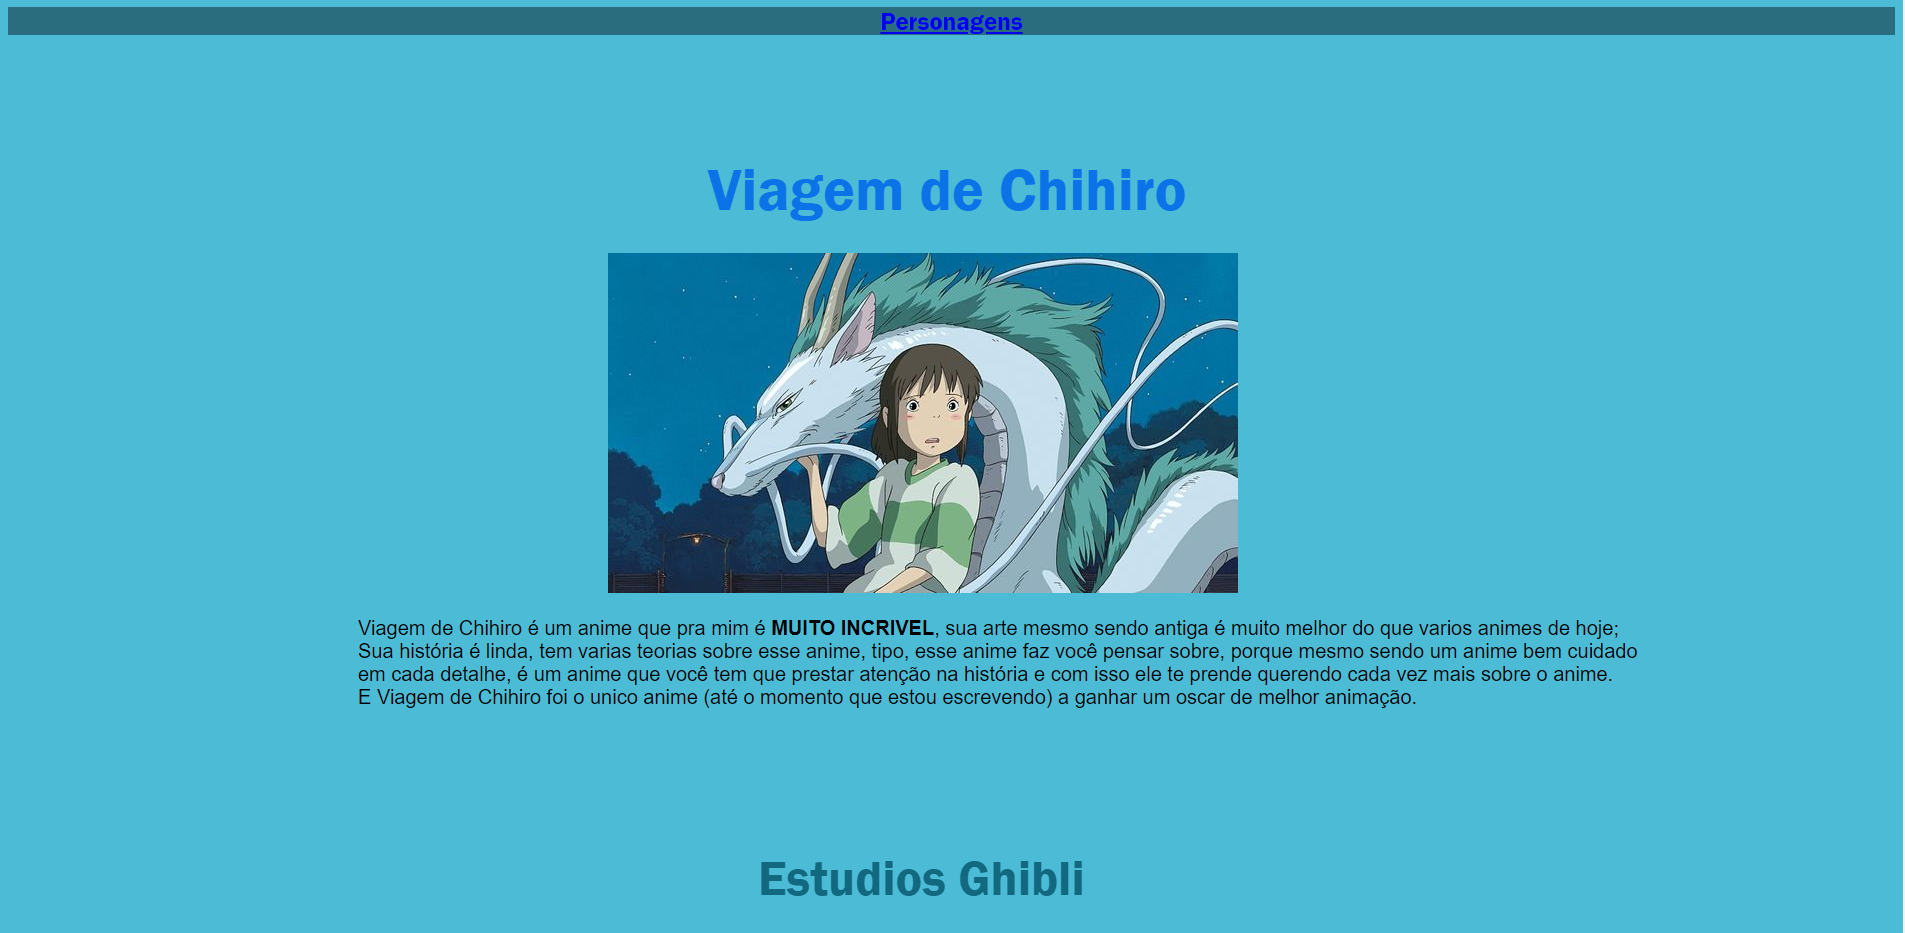 Personagens
Viagem de Chihiro
Viagem de Chihiro é um anime que pra mim é MUITO INCRIVEL, sua arte mesmo sendo antiga é muito melhor do que varios animes de hoje;
Sua história é linda, tem varias teorias sobre esse anime, tipo, esse anime faz você pensar sobre, porque mesmo sendo um anime bem cuidado
em cada detalhe, é um anime que você tem que prestar atenção na história e com isso ele te prende querendo cada vez mais sobre o anime.
E Viagem de Chihiro foi o unico anime (até o momento que estou escrevendo) a ganhar um oscar de melhor animação.
Estudios Ghibli